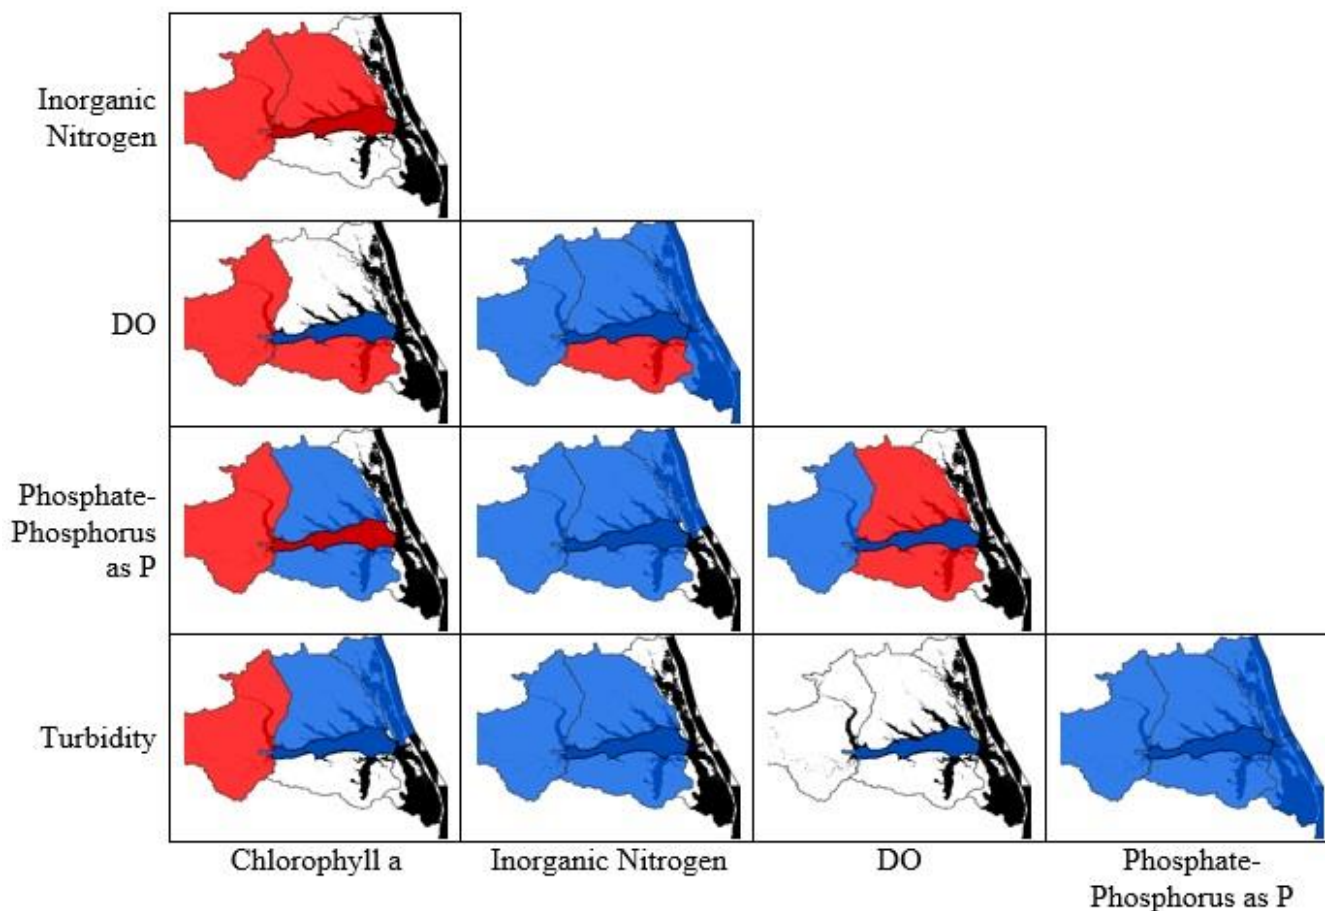 Inorganic
Nitrogen
DO
Phosphate-
Phosphorus
as P
Turbidity
Chlorophyll a
Inorganic Nitrogen
DO
Phosphate-
Phosphorus as P